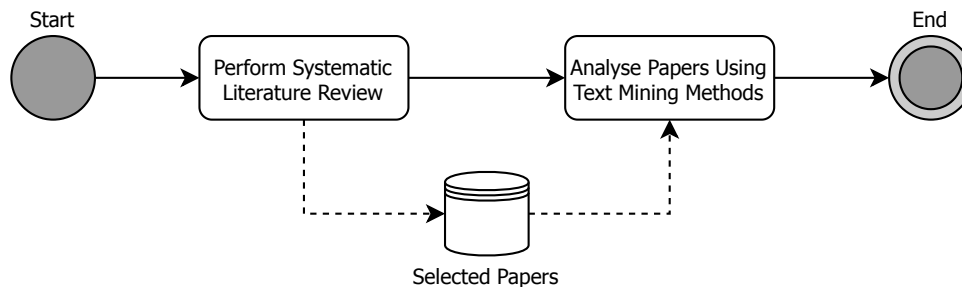 Start
End
Perform Systematic
Literature Review
Analyse Papers Using
Text Mining Methods
Selected Papers